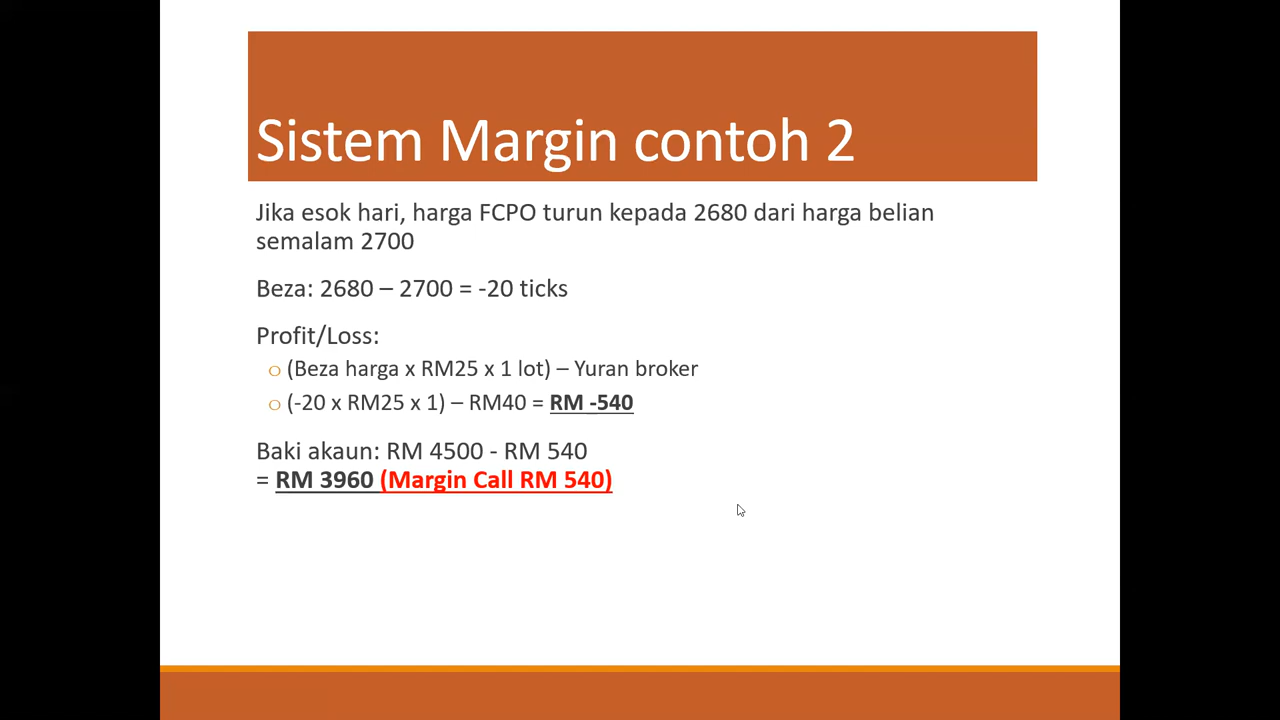 Sistem Margin contoh 2
Jika esok hari, harga FCPO turun kepada 2680 dari harga belian
semalam 2700
Beza: 2680 – 2700 = -20 ticks
Profit/Loss:
(Beza harga x RM25 x 1 lot) – Yuran broker
(-20 x RM25 x 1) – RM40 = RM -540
Baki akaun: RM 4500 - RM 540
= RM 3960 (Margin Call RM 540)